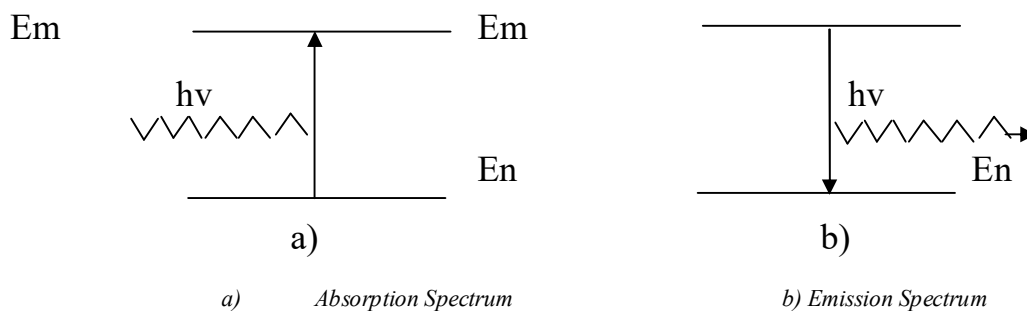 Em Em
hv hv
En En
a) b)
a) Absorption Spectrum b) Emission Spectrum